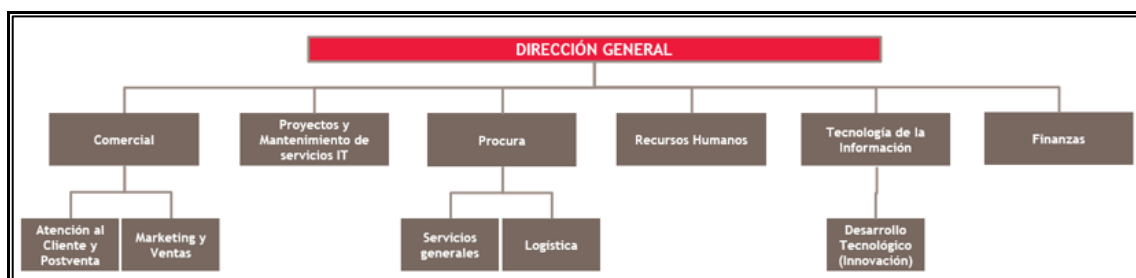 DIRECCIÓN GENERAL
Comercial
Proyectos y
Mantenimiento de
servicios IT
Procura
Recursos Humanos
Tecnología de la
Información
Finanzas
Atención al
Cliente y
Postventa
Marketing y
Ventas
Servicios
generales
Logística
Desarrollo
Tecnológico
(Innovación)